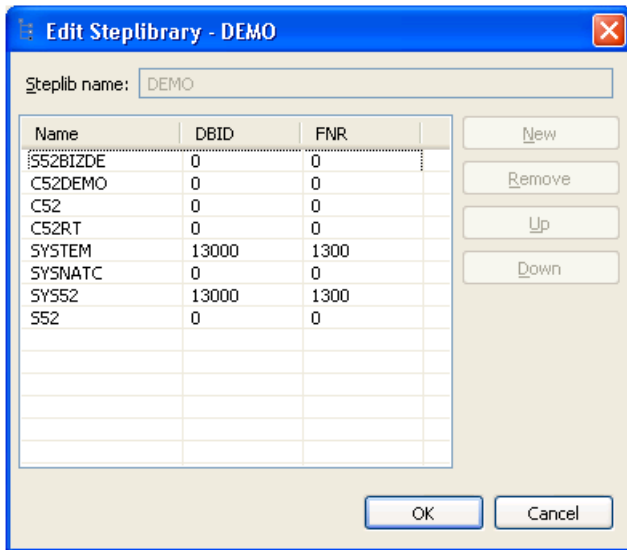 Edit Steplibrary - DEMO
Steplib name: DEMO
Name DBID FNR
S52BIZDE 0 0
C52DEMO 0 0
C52 0 0
C52RT 0 0
SYSTEM 13000 1300
SYSNATC 0 0
SYS52 13000 1300
S52 0 0
New
Remove
Up
Down
OK Cancel